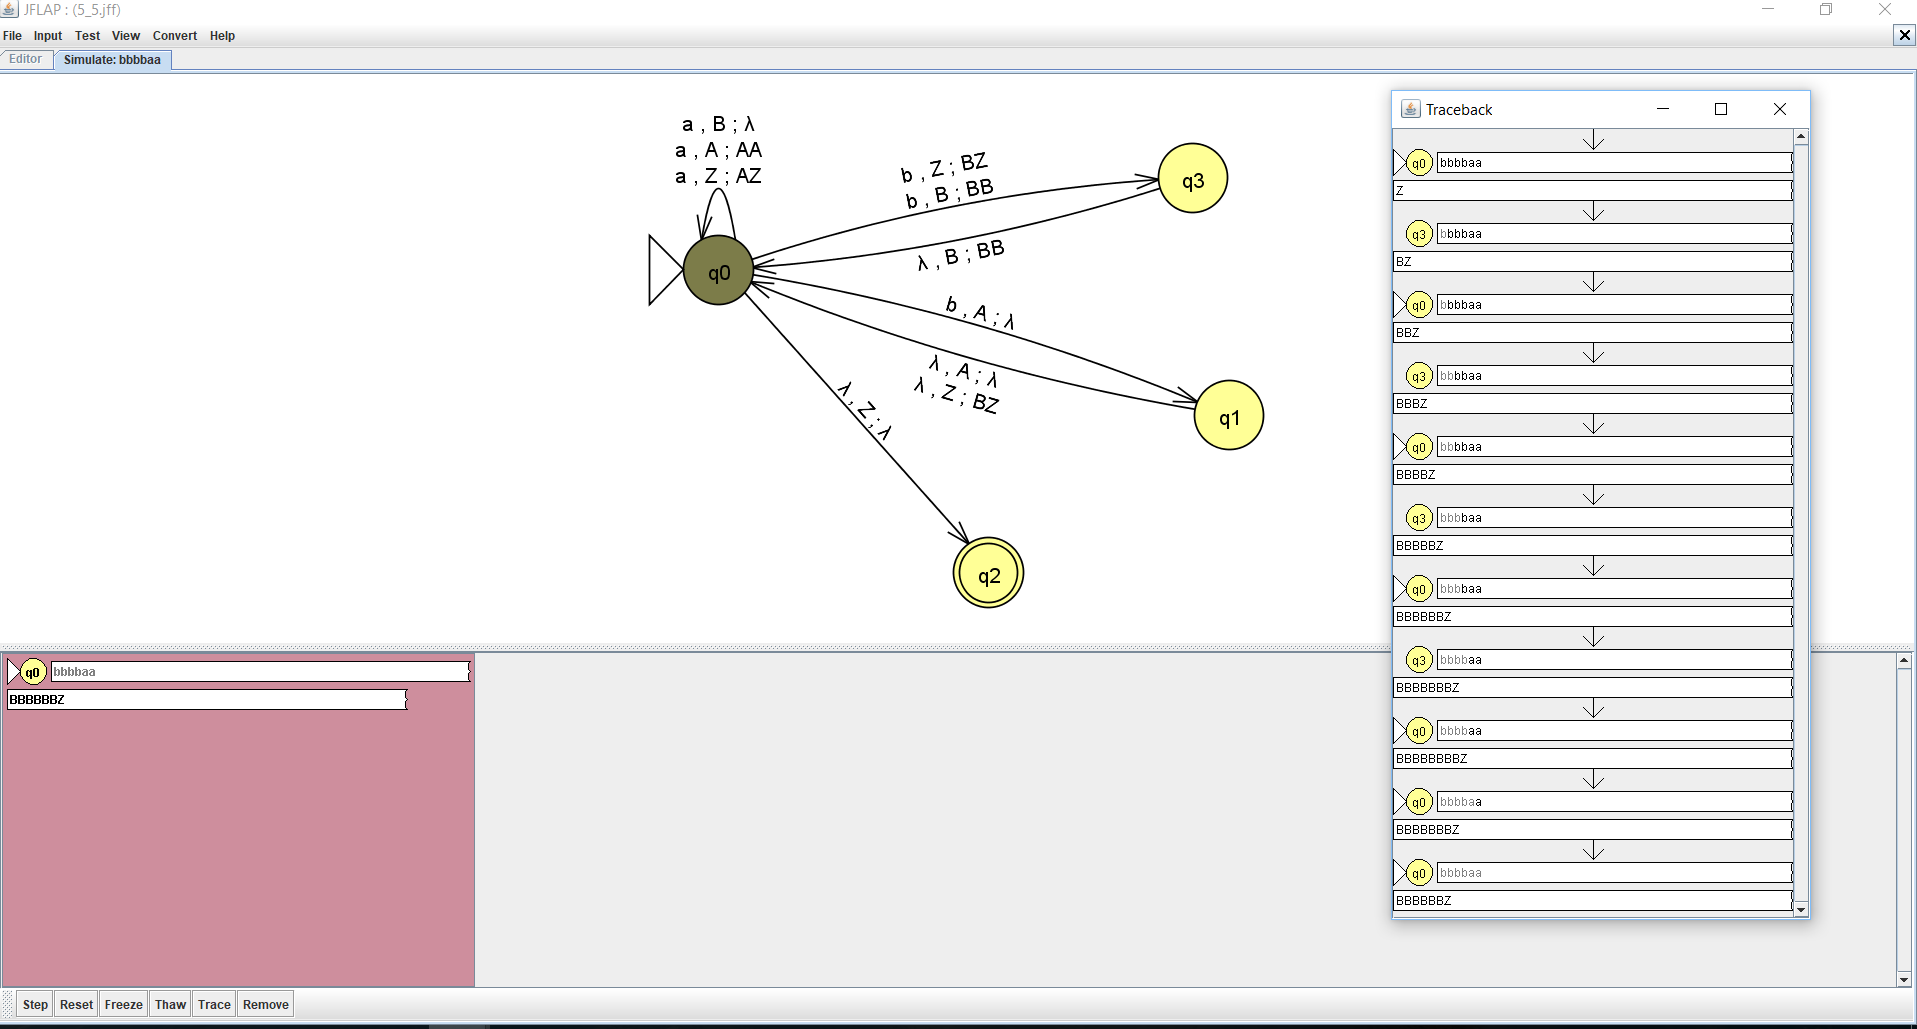 JFLAP : (5_5.jff)
File Input Test View Convert Help
Editor Simulate: bbbbaa
a , B ; λ
a , A ; AA
a , Z ; AZ
q0
b , Z ; BZ
b , B ; BB
q3
λ , B ; BB
b , A ; λ
λ , A ; λ
λ , Z ; BZ
q1
λ , Z ; λ
q2
Traceback
q0 bbbbaa
Z
q3 bbbbaa
BZ
q0 bbbbaa
BBZ
q3 bbbbaa
BBBZ
q0 bbbbaa
BBBBZ
q3 bbbbaa
BBBBBZ
q0 bbbbaa
BBBBBBZ
q3 bbbbaa
BBBBBBBZ
q0 bbbbaa
BBBBBBBBZ
q0 bbbbaa
BBBBBBBZ
q0 bbbbaa
BBBBBBZ
q0 bbbbaa
BBBBBBZ
Step Reset Freeze Thaw Trace Remove